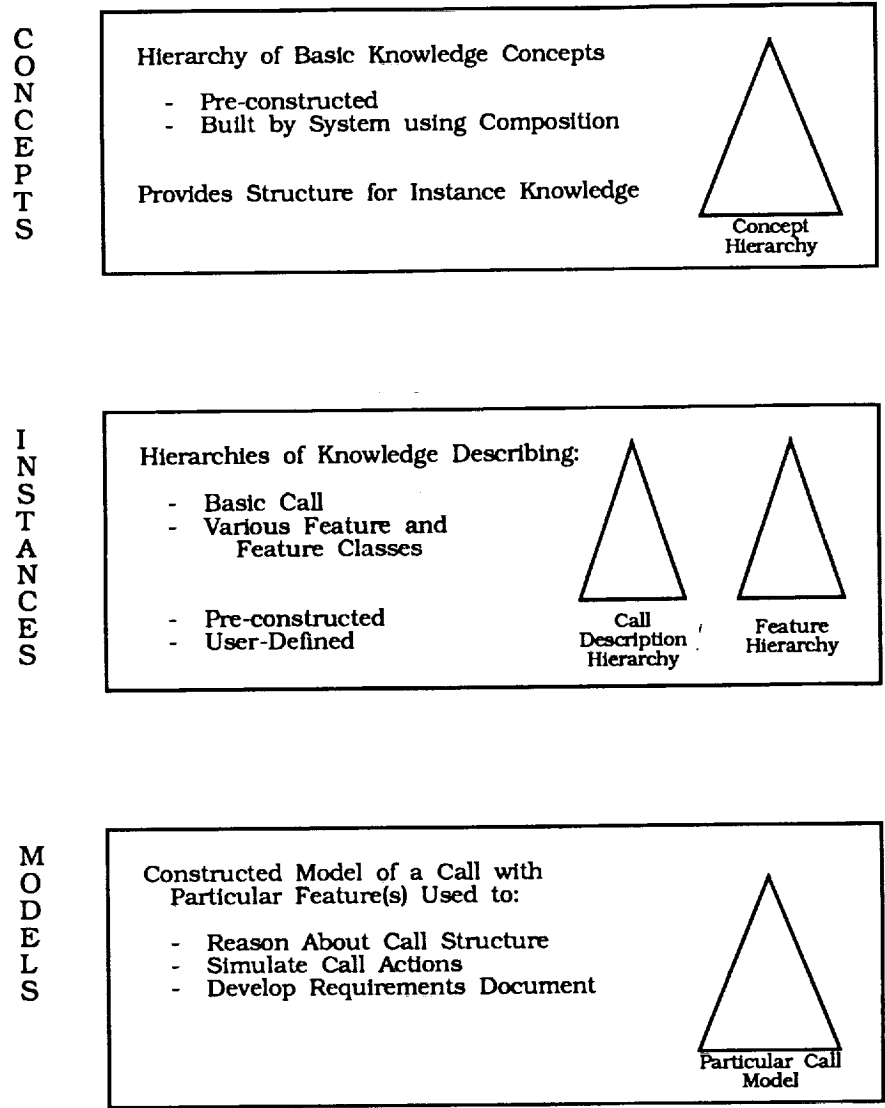 CONCEPTS
Hierarchy of Basic Knowledge Concepts
- Pre-constructed
- Built by System using Composition
Provides Structure for Instance Knowledge
Concept
Hierarchy
INSTANCES
Hierarchies of Knowledge Describing:
- Basic Call
- Various Feature and
Feature Classes
- Pre-constructed
- User-Defined
Call
Description
Hierarchy
Feature
Hierarchy
MODELS
Constructed Model of a Call with
Particular Feature(s) Used to:
- Reason About Call Structure
- Simulate Call Actions
- Develop Requirements Document
Particular Call
Model